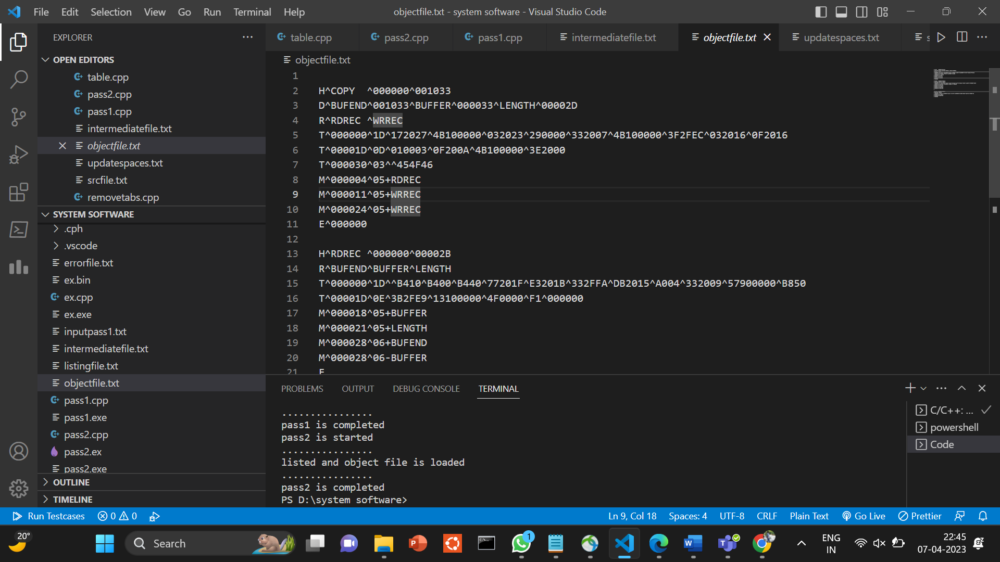 File Edit Selection View Go Run Terminal Help
objectfile.txt - system software - Visual Studio Code
EXPLORER
OPEN EDITORS
table.cpp
pass2.cpp
pass1.cpp
intermediatefile.txt
objectfile.txt
updatespaces.txt
srcfile.txt
removetabs.cpp
SYSTEM SOFTWARE
.cph
.vscode
errorfile.txt
ex.bin
ex.cpp
ex.exe
inputpass1.txt
intermediatefile.txt
listingfile.txt
objectfile.txt
pass1.cpp
pass1.exe
pass2.cpp
pass2.ex
pass2.exe
OUTLINE
TIMELINE
table.cpp pass2.cpp pass1.cpp intermediatefile.txt objectfile.txt updatespaces.txt s
objectfile.txt
1
2 H^COPY  ^000000^001033
3 D^BUFEND^001033^BUFFER^000033^LENGTH^00002D
4 R^RDREC ^WRREC
5 T^000000^1D^172027^4B100000^032023^290000^332007^4B100000^3F2FEC^032016^0F2016
6 T^00001D^0D^010003^0F200A^4B100000^3E2000
7 T^000030^03^^454F46
8 M^000004^05+RDREC
9 M^000011^05+WRREC
10 M^000024^05+WRREC
11 E^000000
12
13 H^RDREC ^000000^00002B
14 R^BUFEND^BUFFER^LENGTH
15 T^000000^1D^^B410^B400^B440^77201F^E3201B^332FFA^DB2015^A004^332009^57900000^B850
16 T^00001D^0E^3B2FE9^13100000^4F0000^F1^000000
17 M^000018^05+BUFFER
18 M^000021^05+LENGTH
19 M^000028^06+BUFEND
20 M^000028^06-BUFFER
21 E
PROBLEMS OUTPUT DEBUG CONSOLE TERMINAL
................
pass1 is completed
pass2 is started
................
listed and object file is loaded
................
pass2 is completed
PS D:\system software>
C/C++: ...
powershell
Code
Run Testcases 0 0 Ln 9, Col 18 Spaces: 4 UTF-8 CRLF Plain Text Go Live Prettier
20°
Search
1
ENG
IN
22:45
07-04-2023